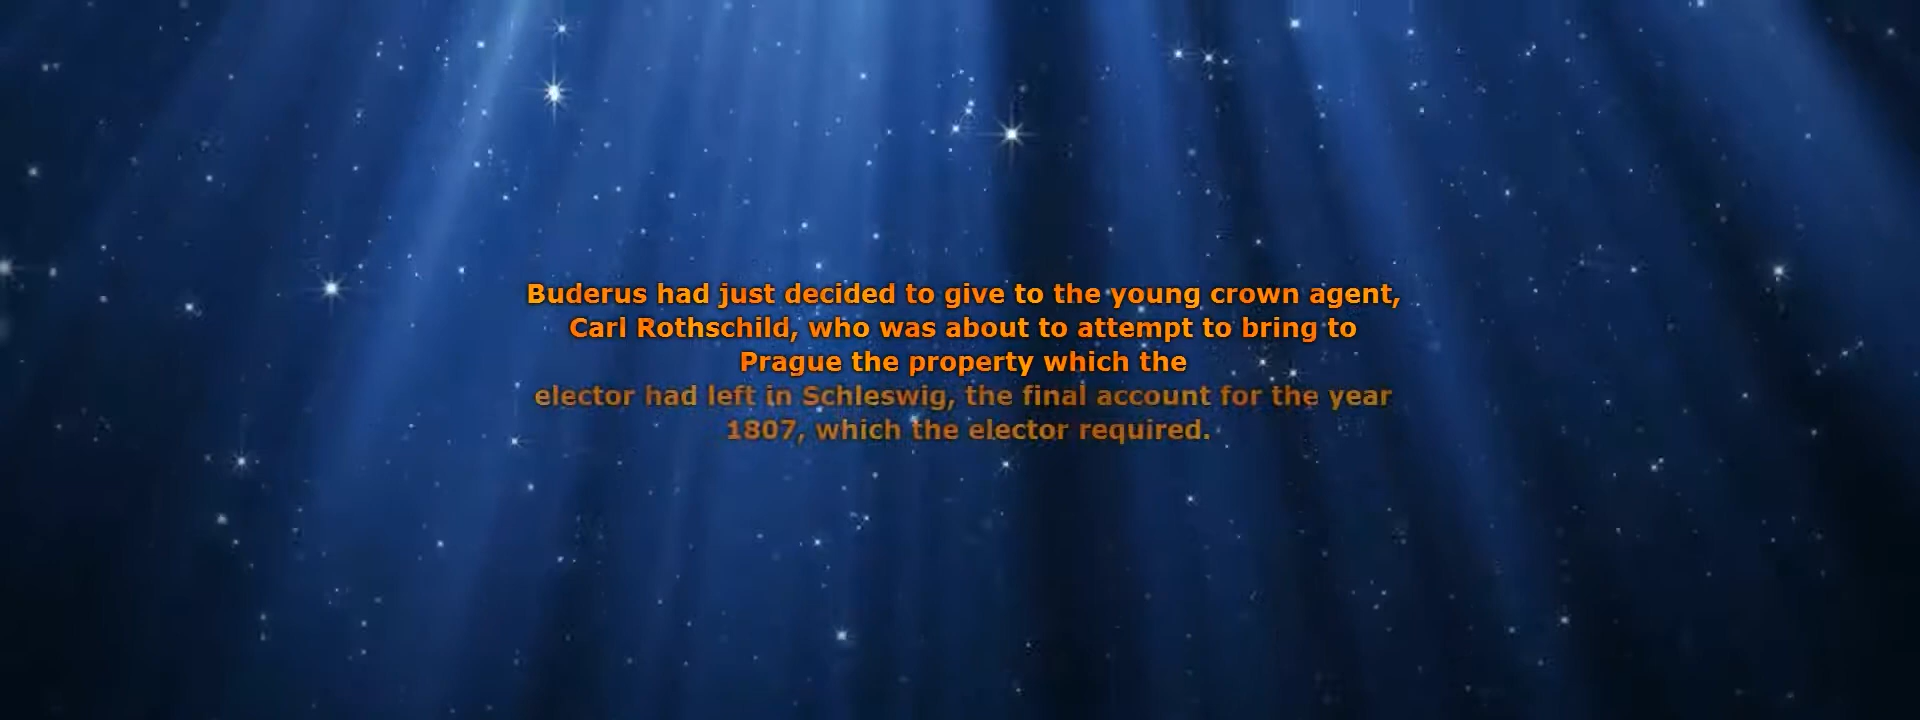 Buderus had just decided to give to the young crown agent,
Carl Rothschild, who was about to attempt to bring to
Prague the property which the
elector had left in Schleswig, the final account for the year
1807, which the elector required.